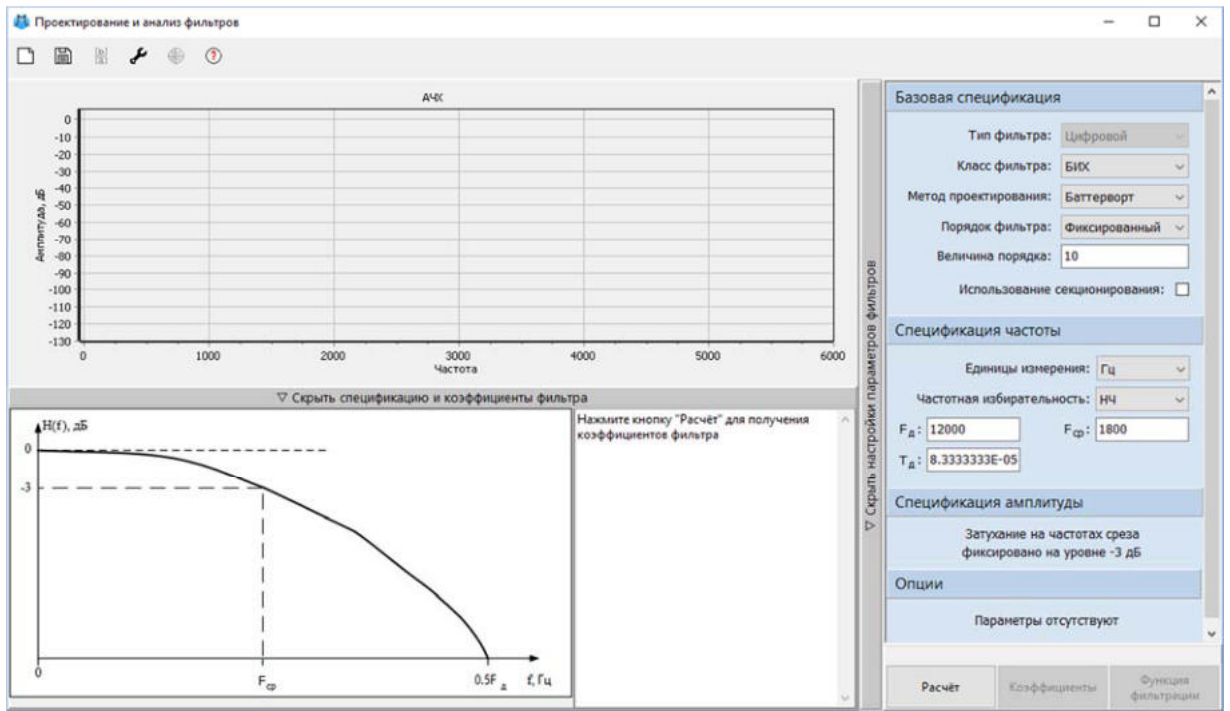 Проектирование и анализ фильтров
АЧХ
Амплитуда, дБ
0
-10
-20
-30
-40
-50
-60
-70
-80
-90
-100
-110
-120
-130
0 1000 2000 3000 4000 5000 6000
Частота
▽ Скрыть спецификацию и коэффициенты фильтра
H(f), дБ
0
-3
0 Fср 0.5Fд f, Гц
Нажмите кнопку "Расчёт" для получения
коэффициентов фильтра
▽ Скрыть настройки параметров фильтров
Базовая спецификация
Тип фильтра: Цифровой
Класс фильтра: БИХ
Метод проектирования: Баттерворт
Порядок фильтра: Фиксированный
Величина порядка: 10
Использование секционирования:
Спецификация частоты
Единицы измерения: Гц
Частотная избирательность: НЧ
Fд: 12000 Fср: 1800
Tд: 8.3333333E-05
Спецификация амплитуды
Затухание на частотах среза
фиксировано на уровне -3 дБ
Опции
Параметры отсутствуют
Расчёт Коэффициенты Функция
фильтрации